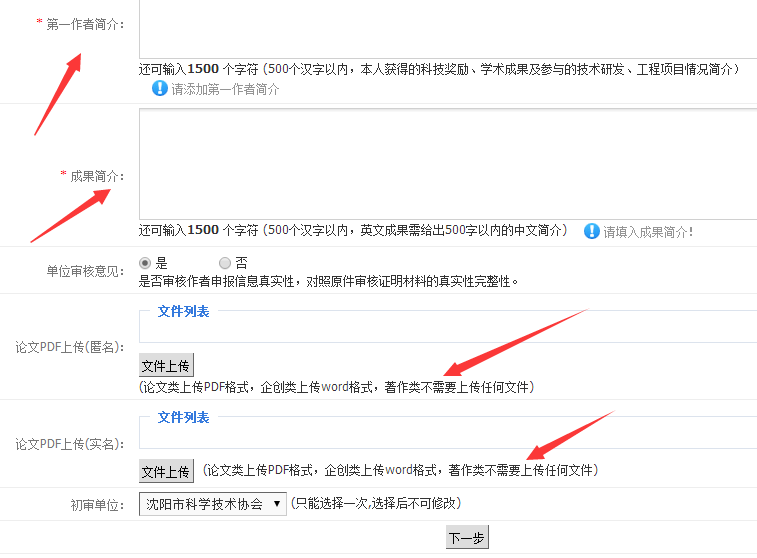 * 第一作者简介：
还可输入1500 个字符 (500个汉字以内，本人获得的科技奖励、学术成果及参与的技术研发、工程项目情况简介)
请添加第一作者简介
* 成果简介：
还可输入1500 个字符 (500个汉字以内，英文成果需给出500字以内的中文简介) 请填入成果简介!
单位审核意见： 是 否
是否审核作者申报信息真实性，对照原件审核证明材料的真实性完整性。
文件列表
论文PDF上传(匿名)：
文件上传
(论文类上传PDF格式，企创类上传word格式，著作类不需要上传任何文件)
文件列表
论文PDF上传(实名)：
文件上传 (论文类上传PDF格式，企创类上传word格式，著作类不需要上传任何文件)
初审单位： 沈阳市科学技术协会 (只能选择一次,选择后不可修改)
下一步